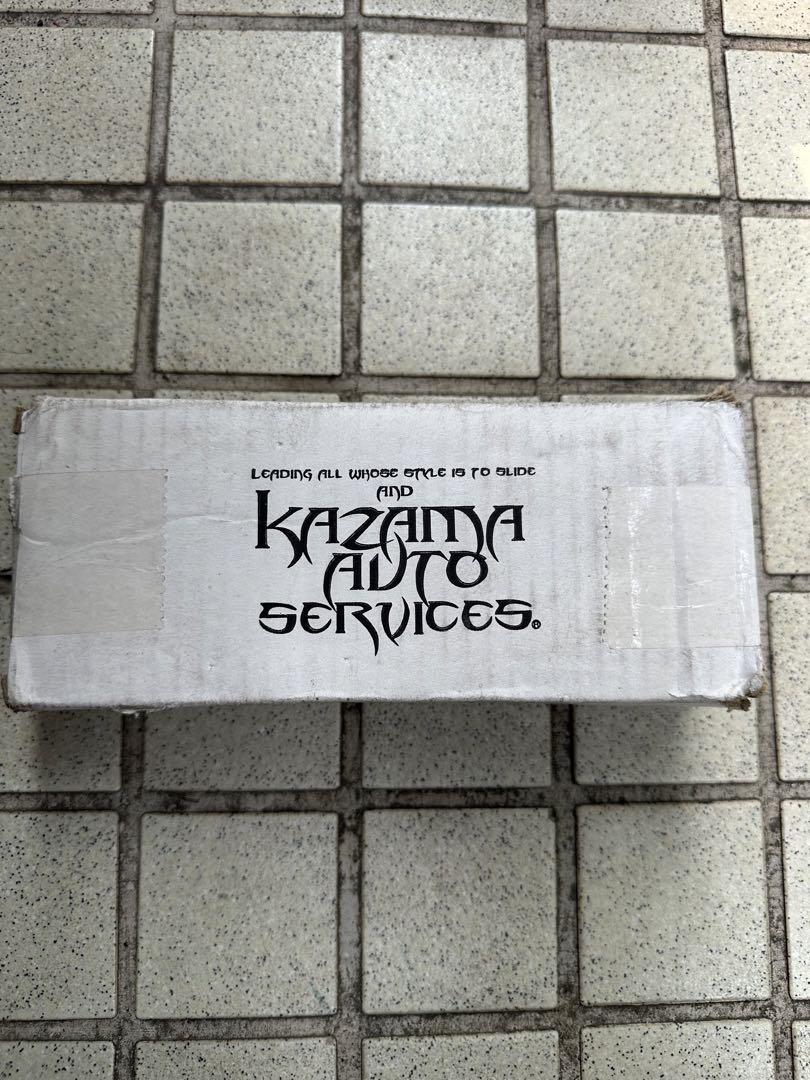 LEADING ALL WHOSE STYLE IS TO SLIDE
AND
KAZAMA
AUTO
SERVICES®